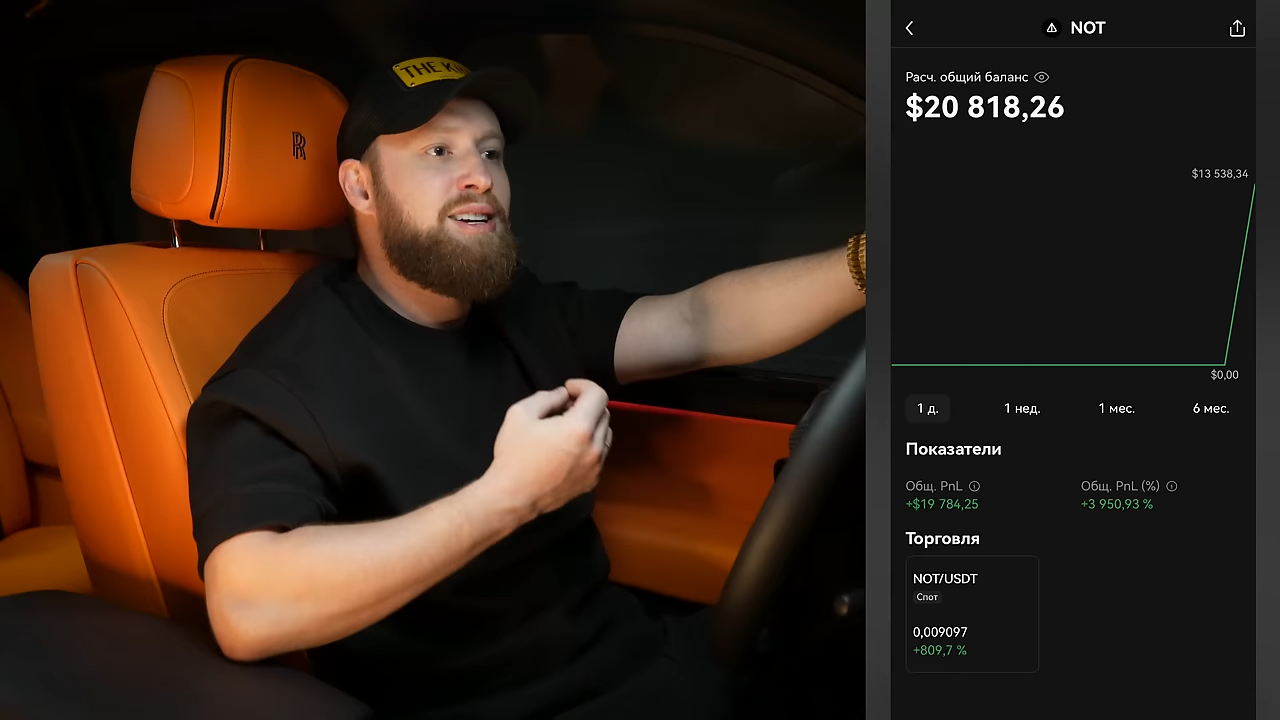 THE K
RR
NOT
Расч. общий баланс
$20 818,26
$13 538,34
$0,00
1 д.
1 нед.
1 мес.
6 мес.
Показатели
Общ. PnL
Общ. PnL (%)
+$19 784,25
+3 950,93 %
Торговля
NOT/USDT
Спот
0,009097
+809,7 %